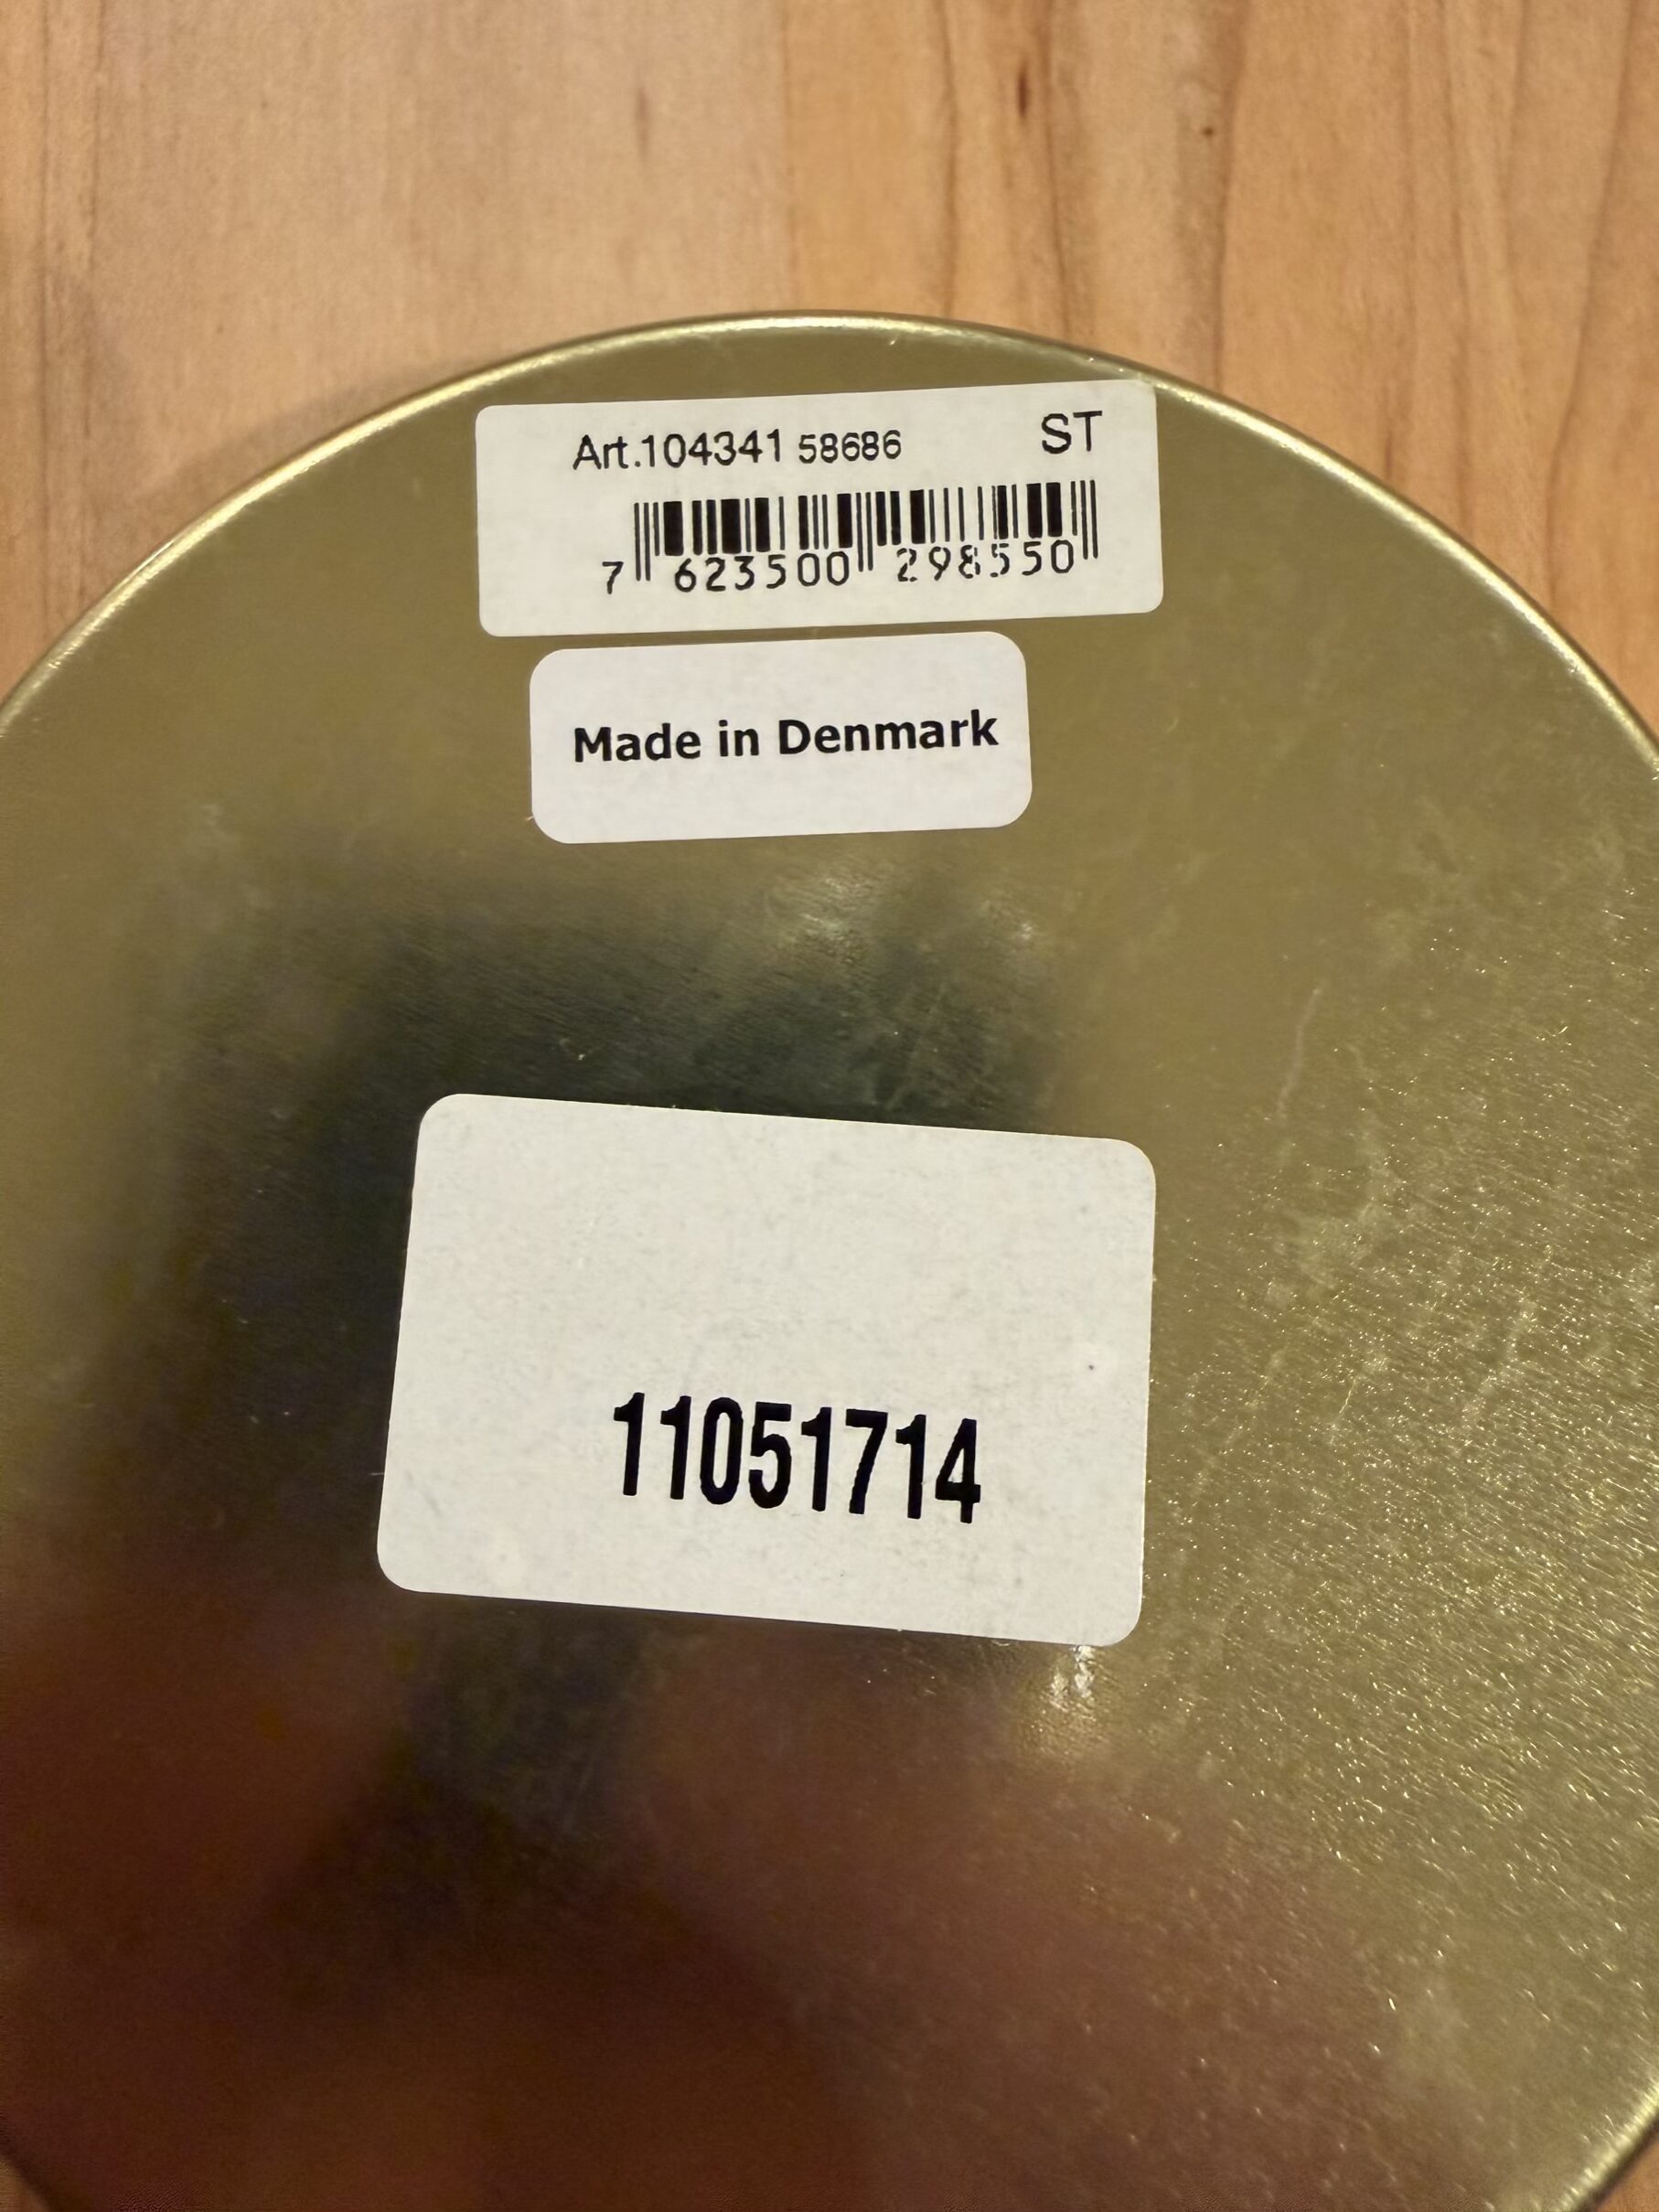 Art.104341 58686 ST
7 623500 298550
Made in Denmark
11051714